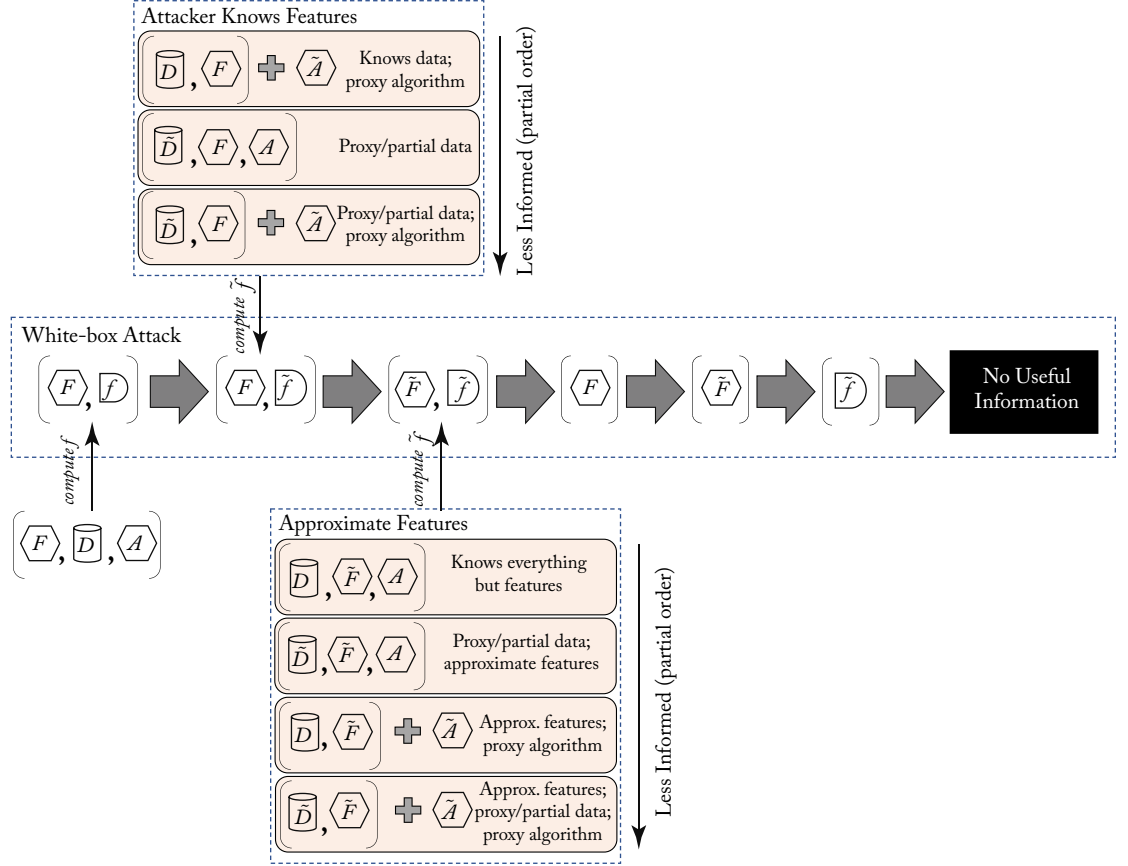 Attacker Knows Features
D , F + Ã Knows data;
proxy algorithm
D̃ , F , A Proxy/partial data
D̃ , F + Ã Proxy/partial data;
proxy algorithm
Less Informed (partial order)
compute f̃
White-box Attack
F , f
F , f̃
F̃ , f̃
F
F̃
f̃
No Useful
Information
compute f
compute f̃
F , D , A
Approximate Features
D , F̃ , A Knows everything
but features
D̃ , F̃ , A Proxy/partial data;
approximate features
D , F̃ + Ã Approx. features;
proxy algorithm
D̃ , F̃ + Ã Approx. features;
proxy/partial data;
proxy algorithm
Less Informed (partial order)